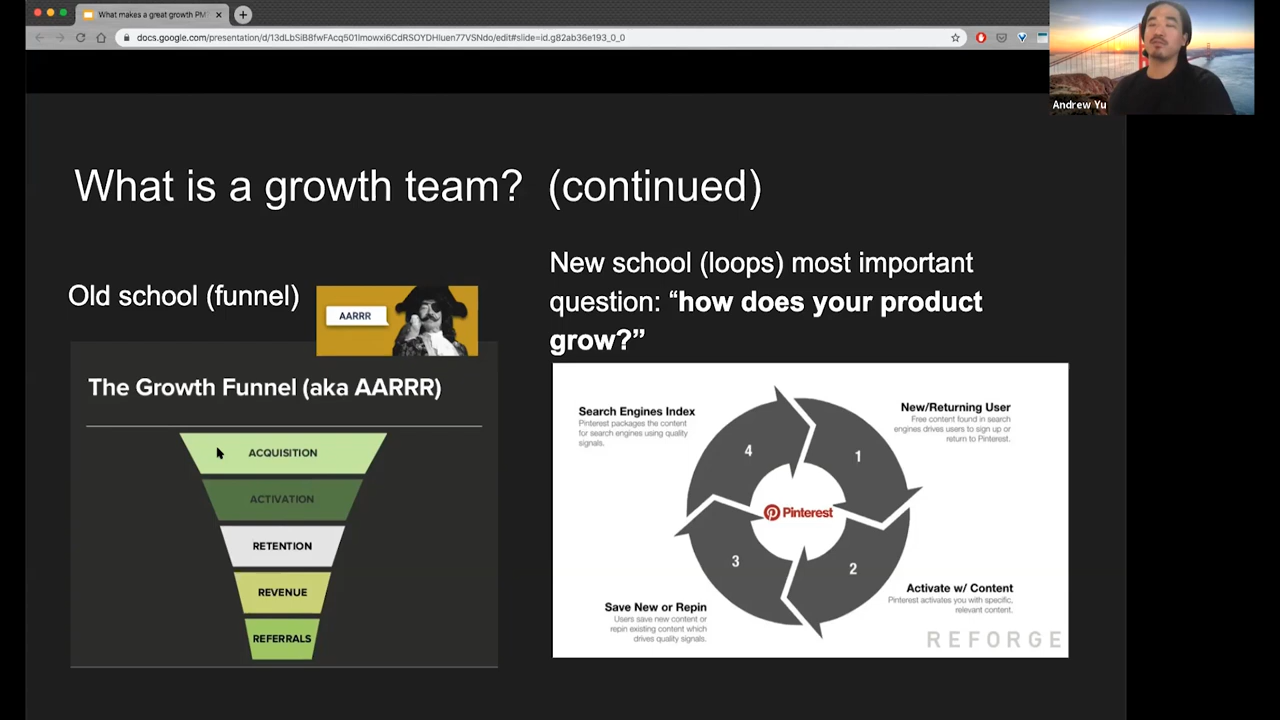 What makes a great growth PM
docs.google.com/presentation/d/13dLbSiB8fwFAcq501lmowxi6CdRSOYDHluen77VSNdo/edit#slide=id.g82ab36e193_0_0
Andrew Yu
What is a growth team? (continued)
Old school (funnel)
AARRR
The Growth Funnel (aka AARRR)
ACQUISITION
ACTIVATION
RETENTION
REVENUE
REFERRALS
New school (loops) most important
question: “how does your product
grow?”
Search Engines Index
Pinterest packages the content
for search engines using quality
signals.
New/Returning User
Free content found in search
engines drives users to sign up or
return to Pinterest.
4
1
Pinterest
3
2
Save New or Repin
Users save new content or
repin existing content which
drives quality signals.
Activate w/ Content
Pinterest activates you with specific,
relevant content.
REFORGE